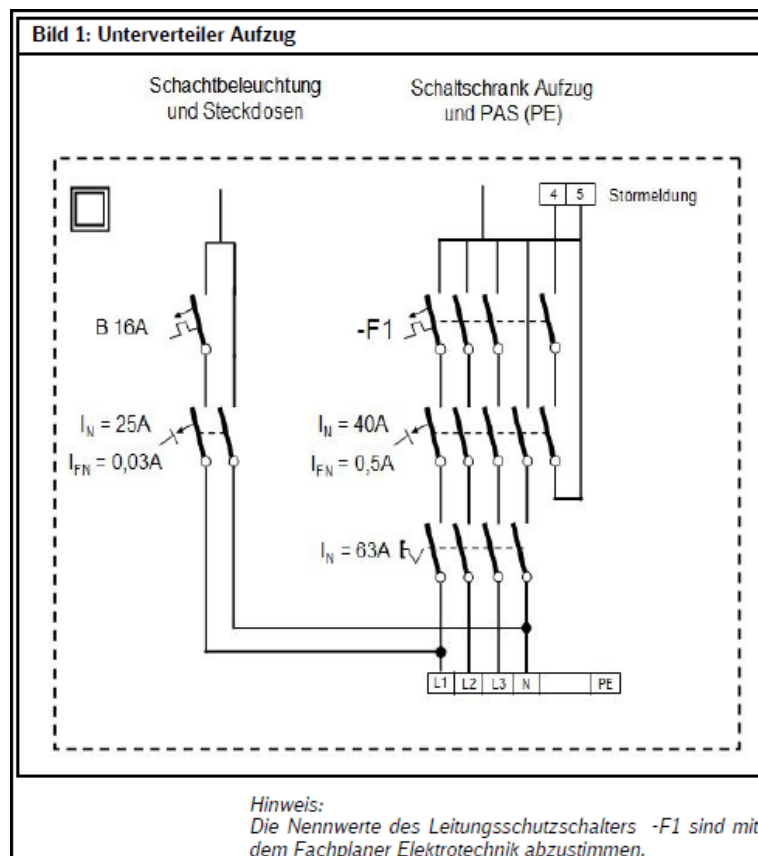 Bild 1: Unterverteiler Aufzug
Schachtbeleuchtung
und Steckdosen
Schaltschrank Aufzug
und PAS (PE)
4 5 Störmeldung
B 16A
-F1
I_N = 25A
I_FN = 0,03A
I_N = 40A
I_FN = 0,5A
I_N = 63A
L1 L2 L3 N PE
Hinweis:
Die Nennwerte des Leitungsschutzschalters -F1 sind mit
dem Fachplaner Elektrotechnik abzustimmen.